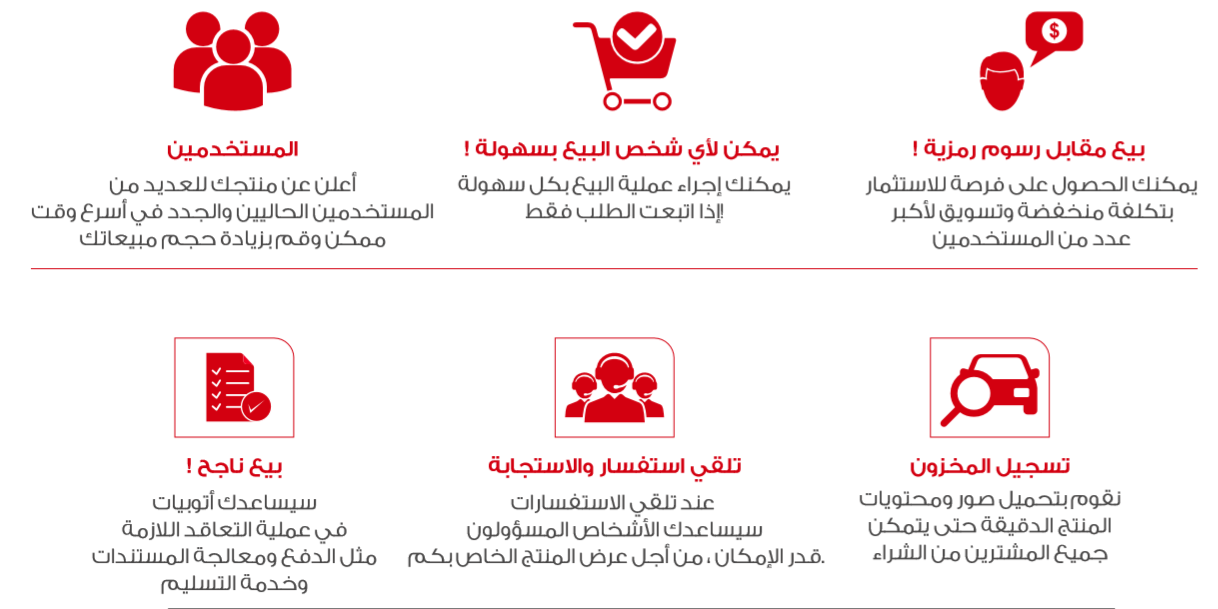 $
بيع مقابل رسوم رمزية !
يمكنك الحصول على فرصة للاستثمار
بتكلفة منخفضة وتسويق لأكبر
عدد من المستخدمين
يمكن لأي شخص البيع بسهولة !
يمكنك إجراء عملية البيع بكل سهولة
!إذا اتبعت الطلب فقط
المستخدمين
أعلن عن منتجك للعديد من
المستخدمين الحاليين والجدد في أسرع وقت
ممكن وقم بزيادة حجم مبيعاتك
تسجيل المخزون
نقوم بتحميل صور ومحتويات
المنتج الدقيقة حتى يتمكن
جميع المشترين من الشراء
تلقي استفسار والاستجابة
عند تلقي الاستفسارات
سيساعدك الأشخاص المسؤولون
.قدر الإمكان ، من أجل عرض المنتج الخاص بكم
بيع ناجح !
سيساعدك أتوبيات
في عملية التعاقد اللازمة
مثل الدفع ومعالجة المستندات
وخدمة التسليم